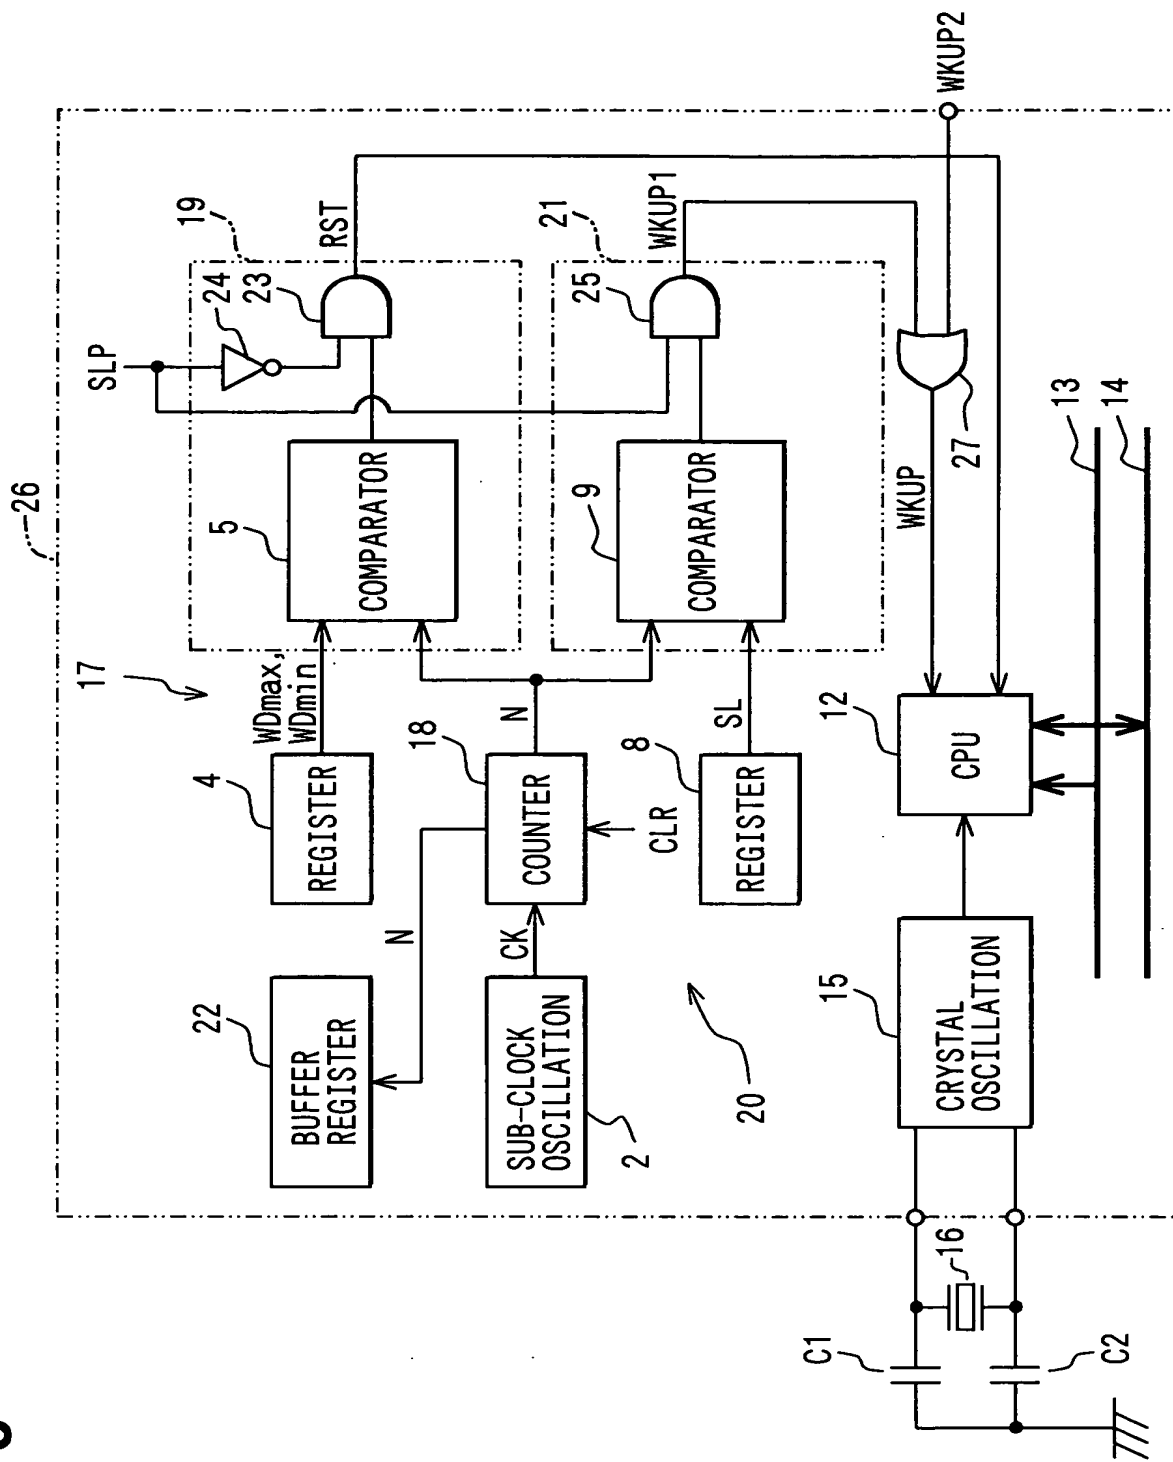 26
17
SLP
19
24
23
RST
WKUP2
22
BUFFER
REGISTER
4
REGISTER
WDmax,
WDmin
5
COMPARATOR
N
SUB-CLOCK
OSCILLATION
2
CK
18
COUNTER
N
CLR
21
25
WKUP1
9
COMPARATOR
8
REGISTER
SL
20
15
CRYSTAL
OSCILLATION
12
CPU
WKUP
27
13
14
16
C1
C2